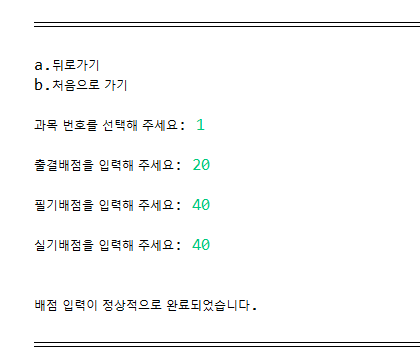 a.뒤로가기
b.처음으로 가기
과목 번호를 선택해 주세요: 1
출결배점을 입력해 주세요: 20
필기배점을 입력해 주세요: 40
실기배점을 입력해 주세요: 40
배점 입력이 정상적으로 완료되었습니다.